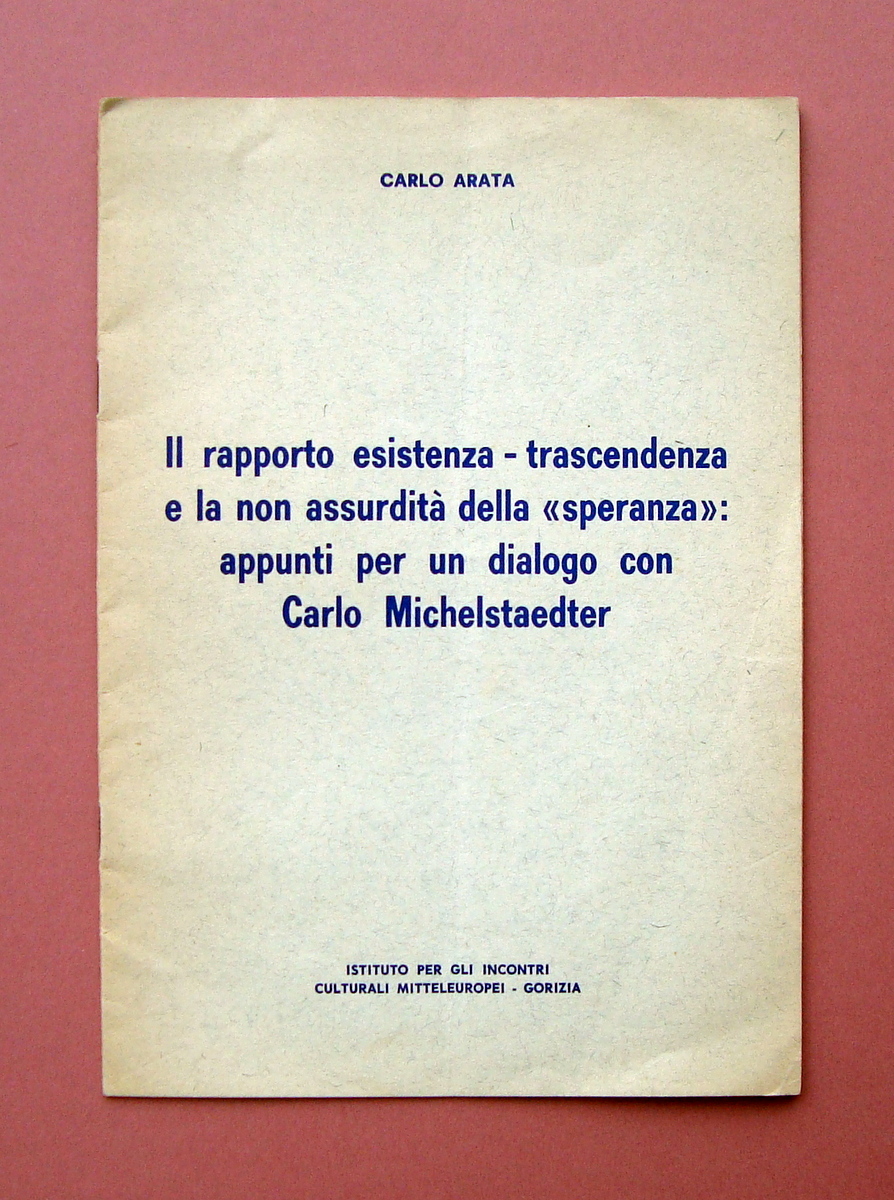 CARLO ARATA
Il rapporto esistenza - trascendenza
e la non assurdità della «speranza»:
appunti per un dialogo con
Carlo Michelstaedter
ISTITUTO PER GLI INCONTRI
CULTURALI MITTELEUROPEI - GORIZIA